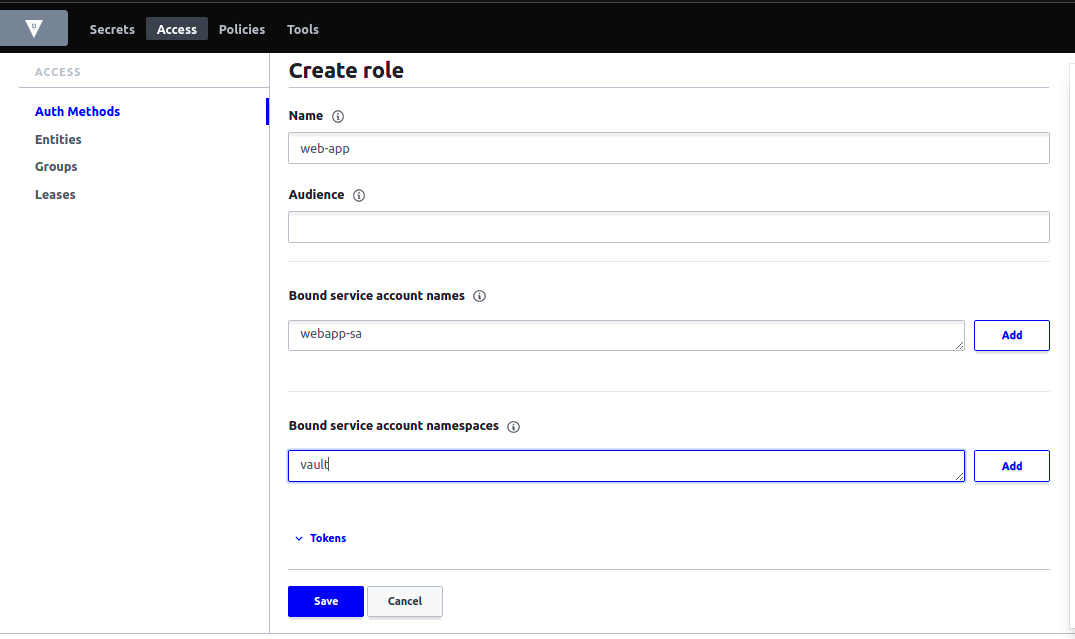 Secrets Access Policies Tools
ACCESS
Auth Methods
Entities
Groups
Leases
Create role
Name
web-app
Audience
Bound service account names
webapp-sa
Add
Bound service account namespaces
vault
Add
Tokens
Save Cancel